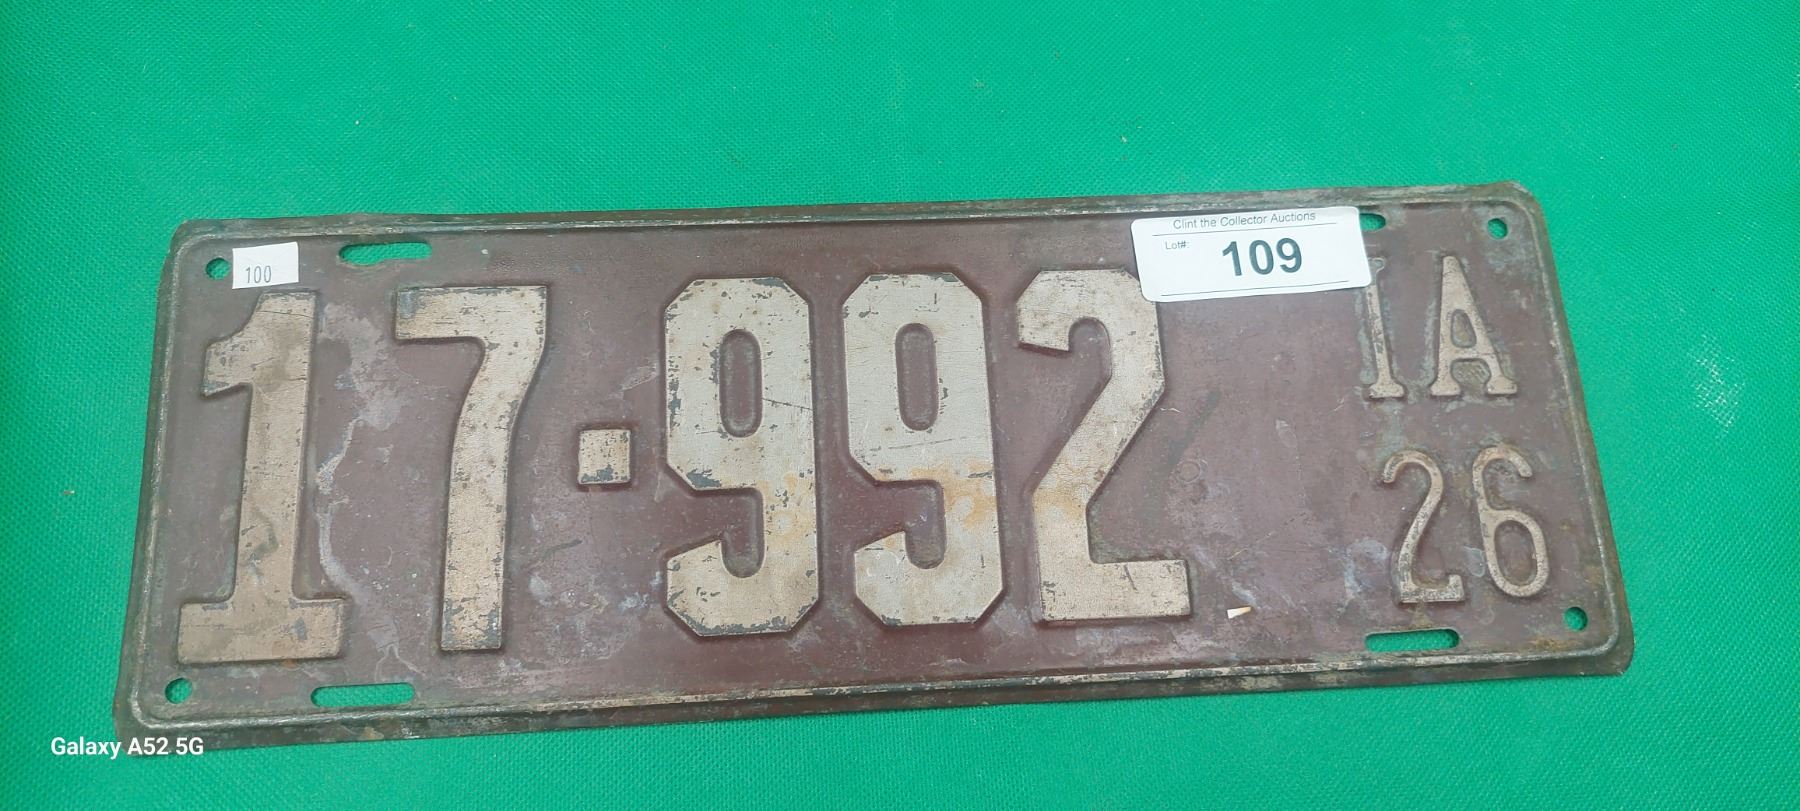 Clint the Collector Auctions
Lot#: 109
100
17·992
IA
26
Galaxy A52 5G